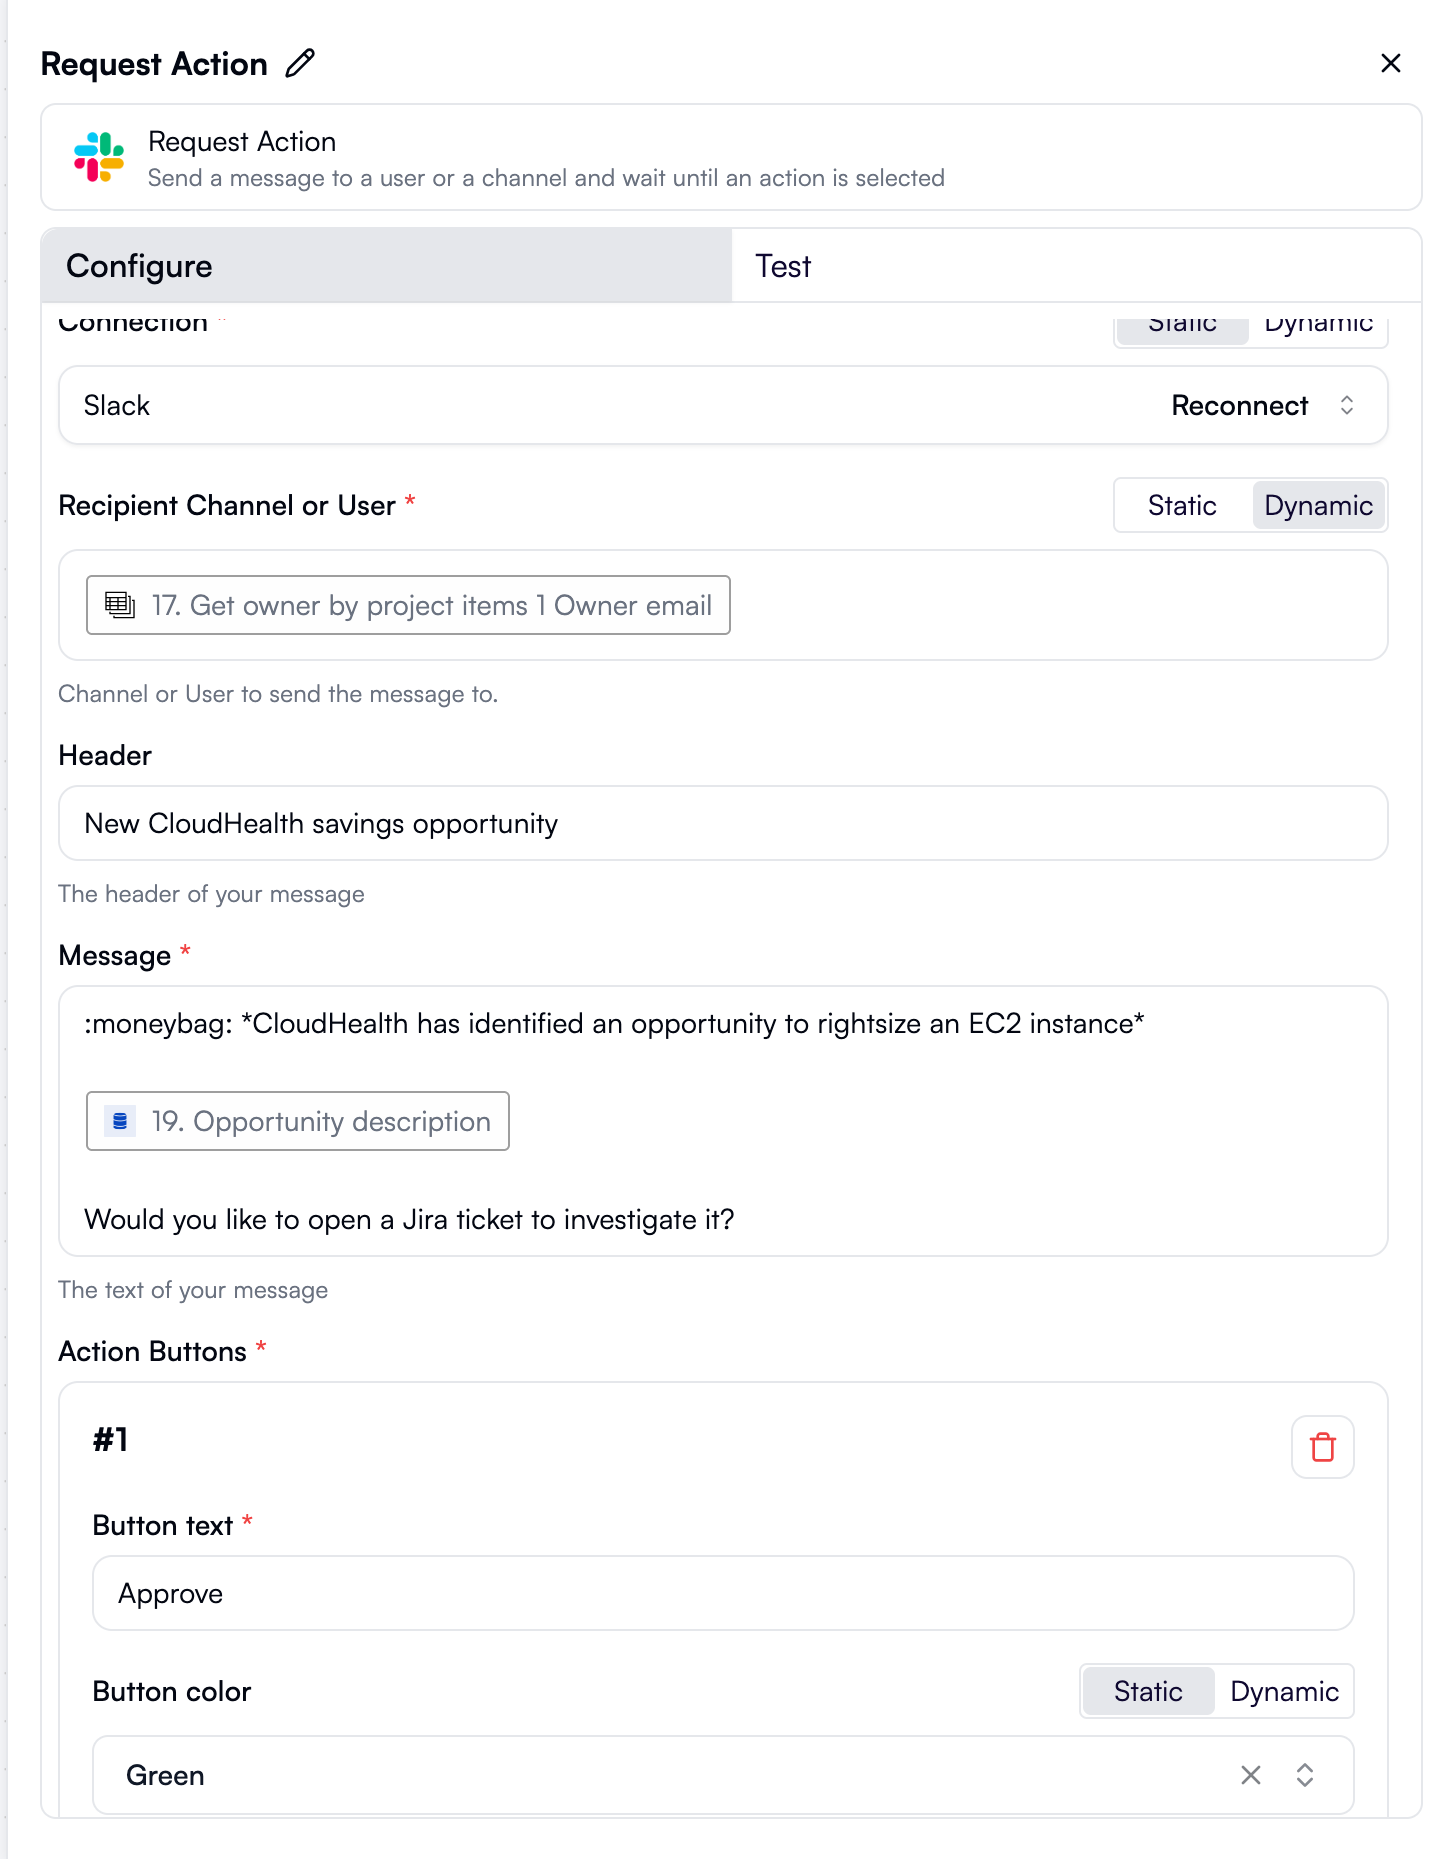 Request Action
Request Action
Send a message to a user or a channel and wait until an action is selected
Configure
Test
Connection *
Static Dynamic
Slack
Reconnect
Recipient Channel or User *
Static Dynamic
17. Get owner by project items 1 Owner email
Channel or User to send the message to.
Header
New CloudHealth savings opportunity
The header of your message
Message *
:moneybag: *CloudHealth has identified an opportunity to rightsize an EC2 instance*
19. Opportunity description
Would you like to open a Jira ticket to investigate it?
The text of your message
Action Buttons *
#1
Button text *
Approve
Button color
Static Dynamic
Green